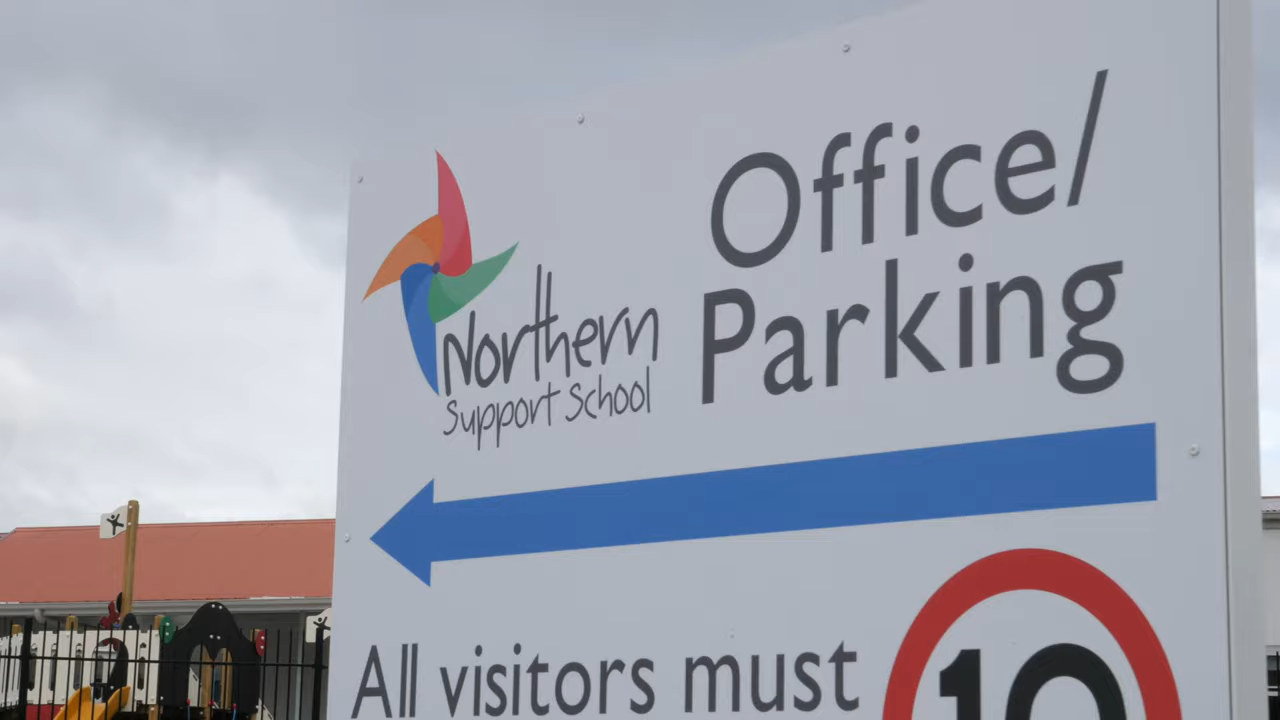 Office/
Parking
Northern
Support School
All visitors must
10